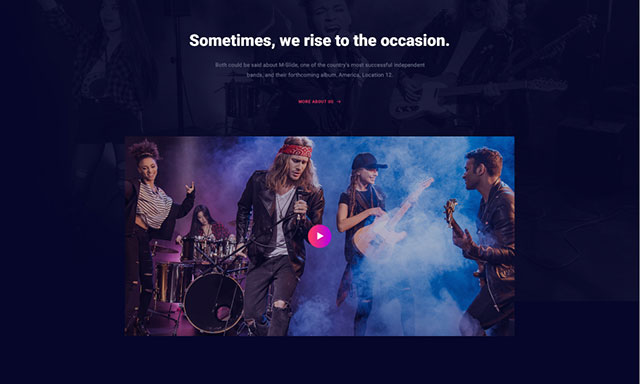 Sometimes, we rise to the occasion.
Both could be said about M-Slide, one of the country's most successful independent
bands, and their forthcoming album, America, Location 12.
MORE ABOUT US →